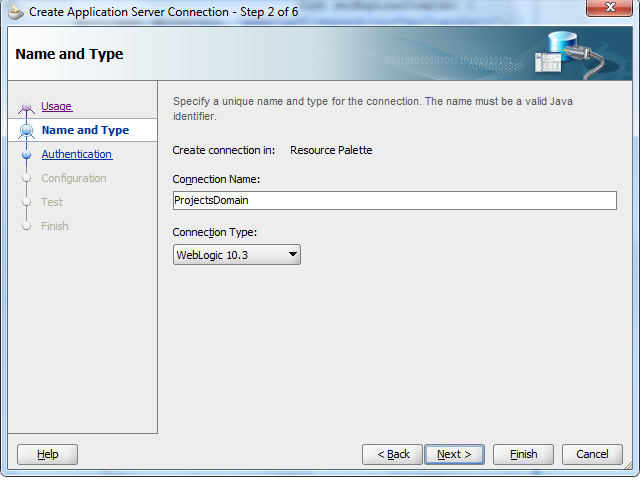 Create Application Server Connection - Step 2 of 6
Name and Type
010101010101010101010101
0101010101
Usage
Name and Type
Authentication
Configuration
Test
Finish
Specify a unique name and type for the connection. The name must be a valid Java
identifier.
Create connection in: Resource Palette
Connection Name:
ProjectsDomain
Connection Type:
WebLogic 10.3
Help
< Back
Next >
Finish
Cancel